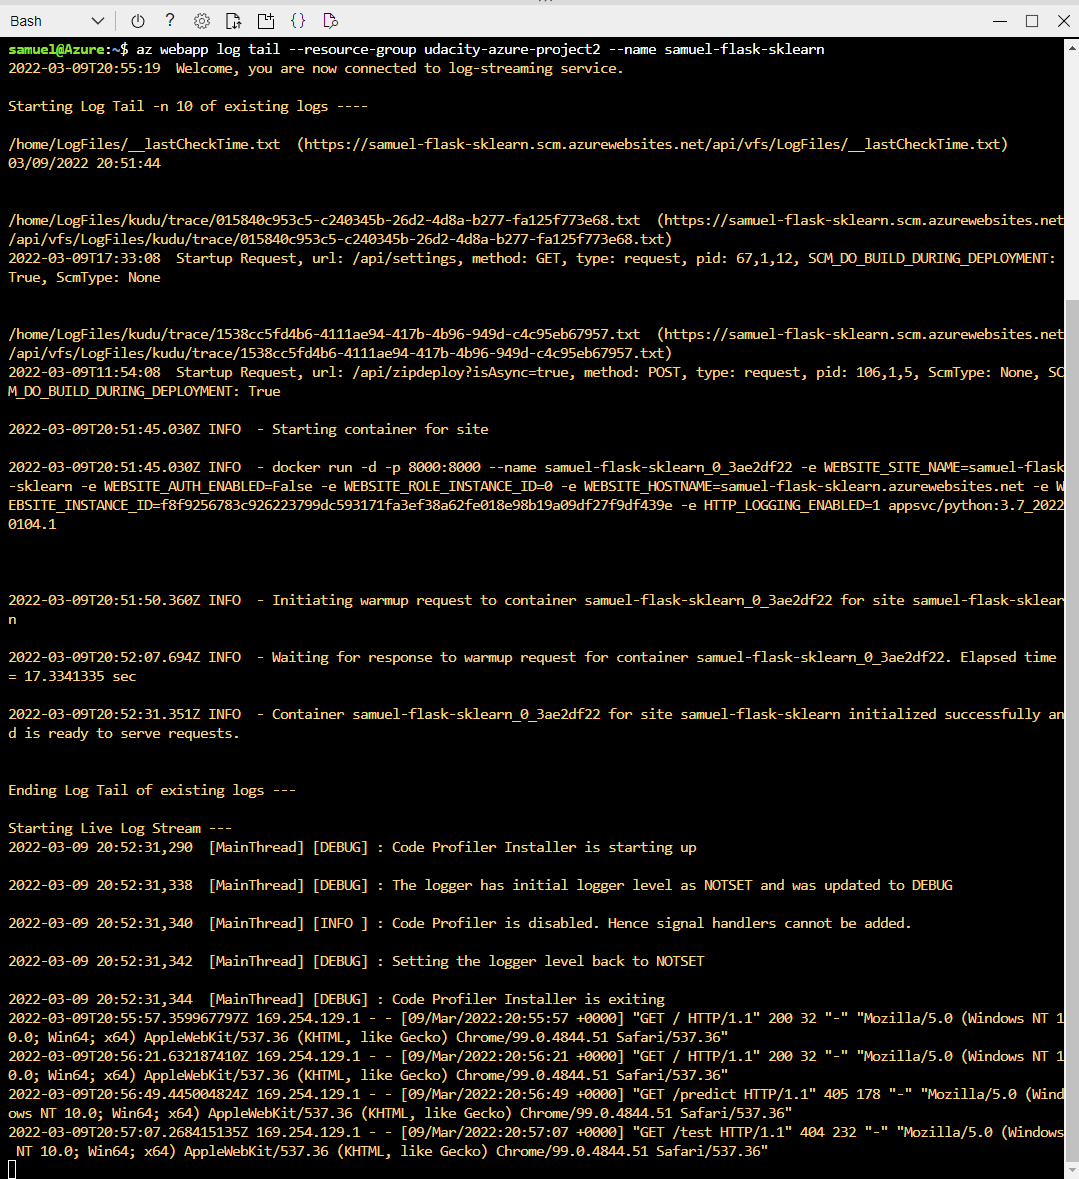 Bash
samuel@Azure:~$ az webapp log tail --resource-group udacity-azure-project2 --name samuel-flask-sklearn
2022-03-09T20:55:19  Welcome, you are now connected to log-streaming service.
Starting Log Tail -n 10 of existing logs ----
/home/LogFiles/__lastCheckTime.txt  (https://samuel-flask-sklearn.scm.azurewebsites.net/api/vfs/LogFiles/__lastCheckTime.txt)
03/09/2022 20:51:44
/home/LogFiles/kudu/trace/015840c953c5-c240345b-26d2-4d8a-b277-fa125f773e68.txt  (https://samuel-flask-sklearn.scm.azurewebsites.net
/api/vfs/LogFiles/kudu/trace/015840c953c5-c240345b-26d2-4d8a-b277-fa125f773e68.txt)
2022-03-09T17:33:08  Startup Request, url: /api/settings, method: GET, type: request, pid: 67,1,12, SCM_DO_BUILD_DURING_DEPLOYMENT:
True, ScmType: None
/home/LogFiles/kudu/trace/1538cc5fd4b6-4111ae94-417b-4b96-949d-c4c95eb67957.txt  (https://samuel-flask-sklearn.scm.azurewebsites.net
/api/vfs/LogFiles/kudu/trace/1538cc5fd4b6-4111ae94-417b-4b96-949d-c4c95eb67957.txt)
2022-03-09T11:54:08  Startup Request, url: /api/zipdeploy?isAsync=true, method: POST, type: request, pid: 106,1,5, ScmType: None, SC
M_DO_BUILD_DURING_DEPLOYMENT: True
2022-03-09T20:51:45.030Z INFO  - Starting container for site
2022-03-09T20:51:45.030Z INFO  - docker run -d -p 8000:8000 --name samuel-flask-sklearn_0_3ae2df22 -e WEBSITE_SITE_NAME=samuel-flask
-sklearn -e WEBSITE_AUTH_ENABLED=False -e WEBSITE_ROLE_INSTANCE_ID=0 -e WEBSITE_HOSTNAME=samuel-flask-sklearn.azurewebsites.net -e W
EBSITE_INSTANCE_ID=f8f9256783c926223799dc593171fa3ef38a62fe018e98b19a09df27f9df439e -e HTTP_LOGGING_ENABLED=1 appsvc/python:3.7_2022
0104.1
2022-03-09T20:51:50.360Z INFO  - Initiating warmup request to container samuel-flask-sklearn_0_3ae2df22 for site samuel-flask-sklear
n
2022-03-09T20:52:07.694Z INFO  - Waiting for response to warmup request for container samuel-flask-sklearn_0_3ae2df22. Elapsed time
= 17.3341335 sec
2022-03-09T20:52:31.351Z INFO  - Container samuel-flask-sklearn_0_3ae2df22 for site samuel-flask-sklearn initialized successfully an
d is ready to serve requests.
Ending Log Tail of existing logs ---
Starting Live Log Stream ---
2022-03-09 20:52:31,290  [MainThread] [DEBUG] : Code Profiler Installer is starting up
2022-03-09 20:52:31,338  [MainThread] [DEBUG] : The logger has initial logger level as NOTSET and was updated to DEBUG
2022-03-09 20:52:31,340  [MainThread] [INFO ] : Code Profiler is disabled. Hence signal handlers cannot be added.
2022-03-09 20:52:31,342  [MainThread] [DEBUG] : Setting the logger level back to NOTSET
2022-03-09 20:52:31,344  [MainThread] [DEBUG] : Code Profiler Installer is exiting
2022-03-09T20:55:57.359967797Z 169.254.129.1 - - [09/Mar/2022:20:55:57 +0000] "GET / HTTP/1.1" 200 32 "-" "Mozilla/5.0 (Windows NT 1
0.0; Win64; x64) AppleWebKit/537.36 (KHTML, like Gecko) Chrome/99.0.4844.51 Safari/537.36"
2022-03-09T20:56:21.632187410Z 169.254.129.1 - - [09/Mar/2022:20:56:21 +0000] "GET / HTTP/1.1" 200 32 "-" "Mozilla/5.0 (Windows NT 1
0.0; Win64; x64) AppleWebKit/537.36 (KHTML, like Gecko) Chrome/99.0.4844.51 Safari/537.36"
2022-03-09T20:56:49.445004824Z 169.254.129.1 - - [09/Mar/2022:20:56:49 +0000] "GET /predict HTTP/1.1" 405 178 "-" "Mozilla/5.0 (Wind
ows NT 10.0; Win64; x64) AppleWebKit/537.36 (KHTML, like Gecko) Chrome/99.0.4844.51 Safari/537.36"
2022-03-09T20:57:07.268415135Z 169.254.129.1 - - [09/Mar/2022:20:57:07 +0000] "GET /test HTTP/1.1" 404 232 "-" "Mozilla/5.0 (Windows
 NT 10.0; Win64; x64) AppleWebKit/537.36 (KHTML, like Gecko) Chrome/99.0.4844.51 Safari/537.36"